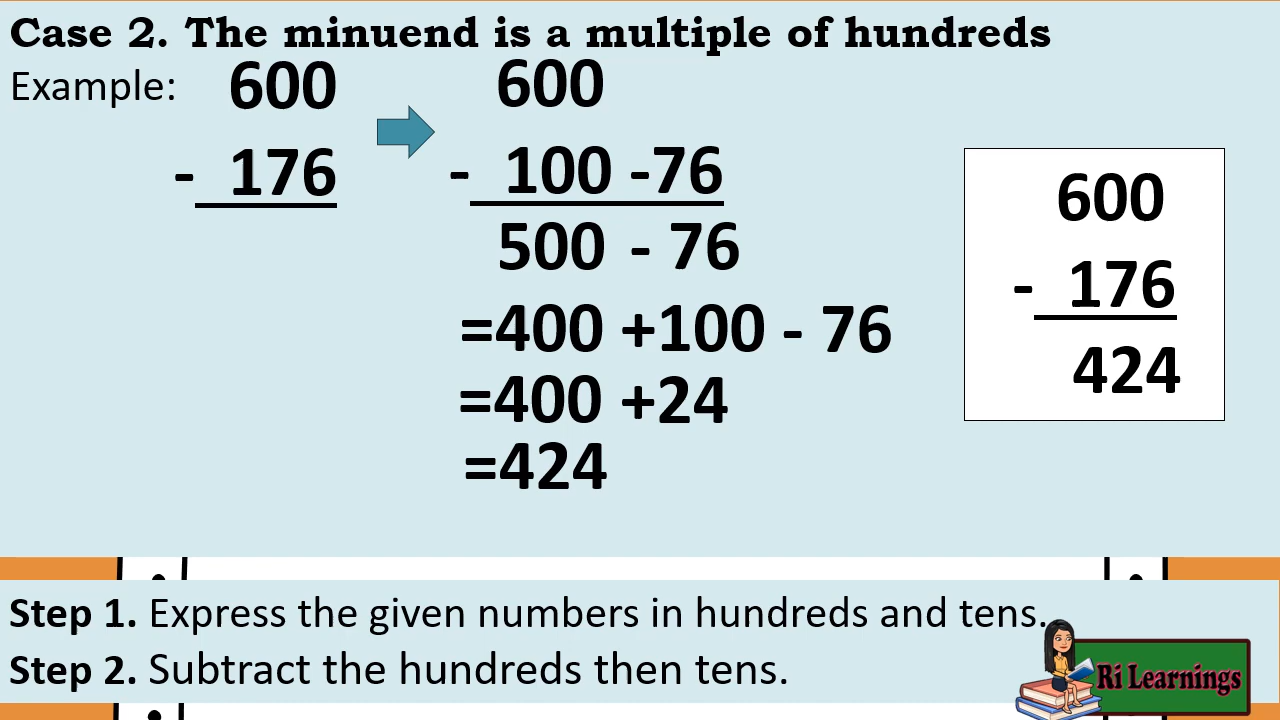 Case 2. The minuend is a multiple of hundreds
Example: 600
- 176
600
- 100 -76
500 - 76
=400 +100 - 76
=400 +24
=424
600
- 176
424
Step 1. Express the given numbers in hundreds and tens.
Step 2. Subtract the hundreds then tens.
Ri Learnings